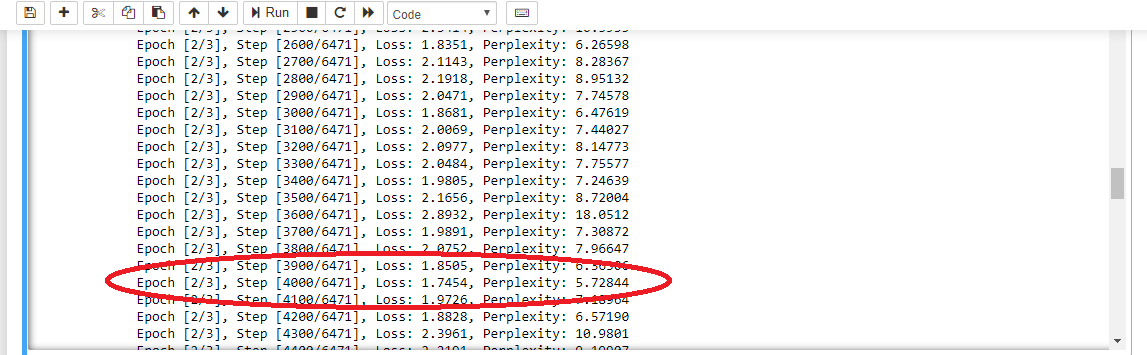 Run
Code
Epoch [2/3], Step [2600/6471], Loss: 1.8351, Perplexity: 6.26598
Epoch [2/3], Step [2700/6471], Loss: 2.1143, Perplexity: 8.28367
Epoch [2/3], Step [2800/6471], Loss: 2.1918, Perplexity: 8.95132
Epoch [2/3], Step [2900/6471], Loss: 2.0471, Perplexity: 7.74578
Epoch [2/3], Step [3000/6471], Loss: 1.8681, Perplexity: 6.47619
Epoch [2/3], Step [3100/6471], Loss: 2.0069, Perplexity: 7.44027
Epoch [2/3], Step [3200/6471], Loss: 2.0977, Perplexity: 8.14773
Epoch [2/3], Step [3300/6471], Loss: 2.0484, Perplexity: 7.75577
Epoch [2/3], Step [3400/6471], Loss: 1.9805, Perplexity: 7.24639
Epoch [2/3], Step [3500/6471], Loss: 2.1656, Perplexity: 8.72004
Epoch [2/3], Step [3600/6471], Loss: 2.8932, Perplexity: 18.0512
Epoch [2/3], Step [3700/6471], Loss: 1.9891, Perplexity: 7.30872
Epoch [2/3], Step [3800/6471], Loss: 2.0752, Perplexity: 7.96647
Epoch [2/3], Step [3900/6471], Loss: 1.8505, Perplexity:
Epoch [2/3], Step [4000/6471], Loss: 1.7454, Perplexity: 5.72844
Epoch [2/3], Step [4100/6471], Loss: 1.9726, Perplexity:
Epoch [2/3], Step [4200/6471], Loss: 1.8828, Perplexity: 6.57190
Epoch [2/3], Step [4300/6471], Loss: 2.3961, Perplexity: 10.9801